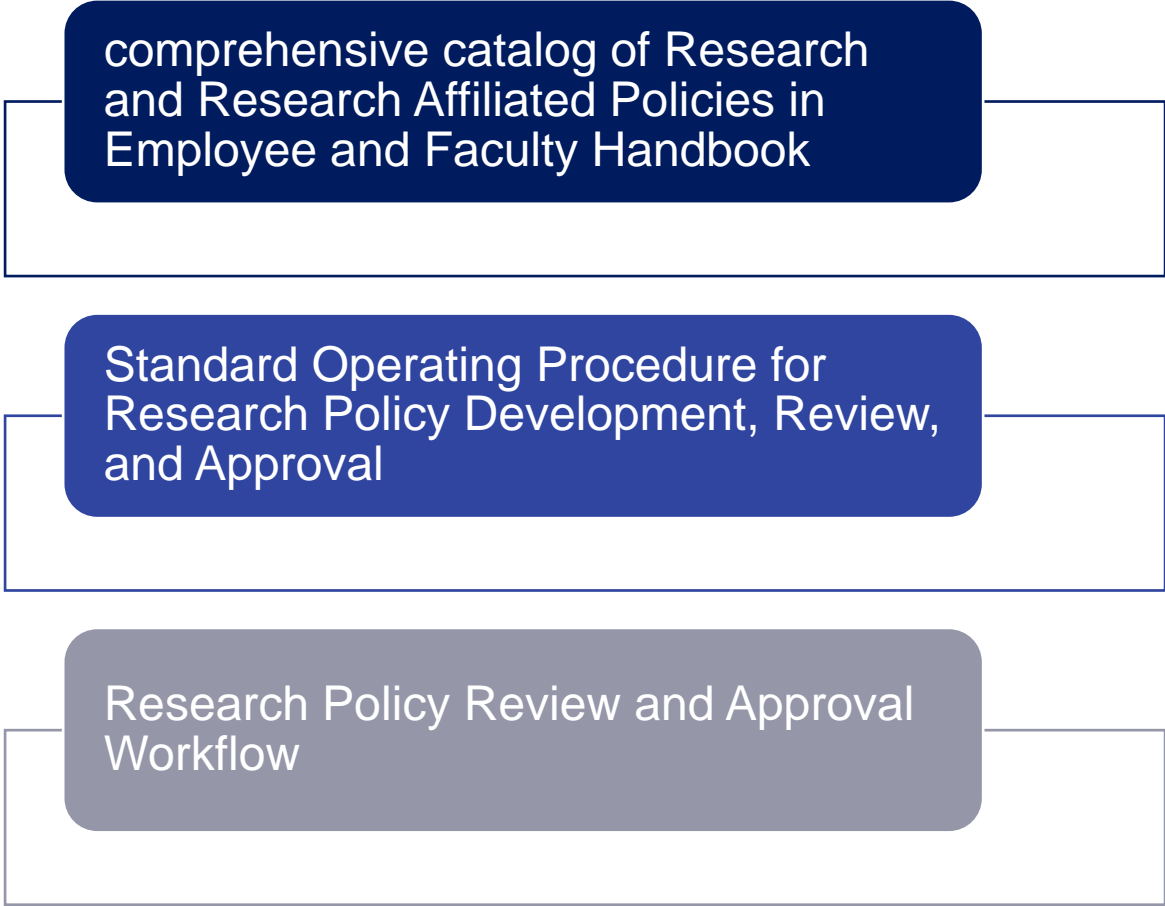 comprehensive catalog of Research
and Research Affiliated Policies in
Employee and Faculty Handbook
Standard Operating Procedure for
Research Policy Development, Review,
and Approval
Research Policy Review and Approval
Workflow